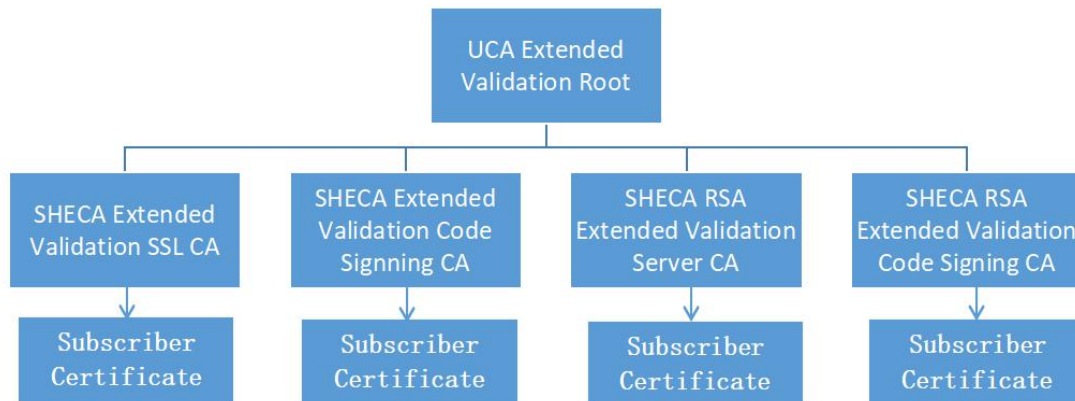 UCA Extended
Validation Root
SHECA Extended
Validation SSL CA
SHECA Extended
Validation Code
Signning CA
SHECA RSA
Extended Validation
Server CA
SHECA RSA
Extended Validation
Code Signing CA
Subscriber
Certificate
Subscriber
Certificate
Subscriber
Certificate
Subscriber
Certificate